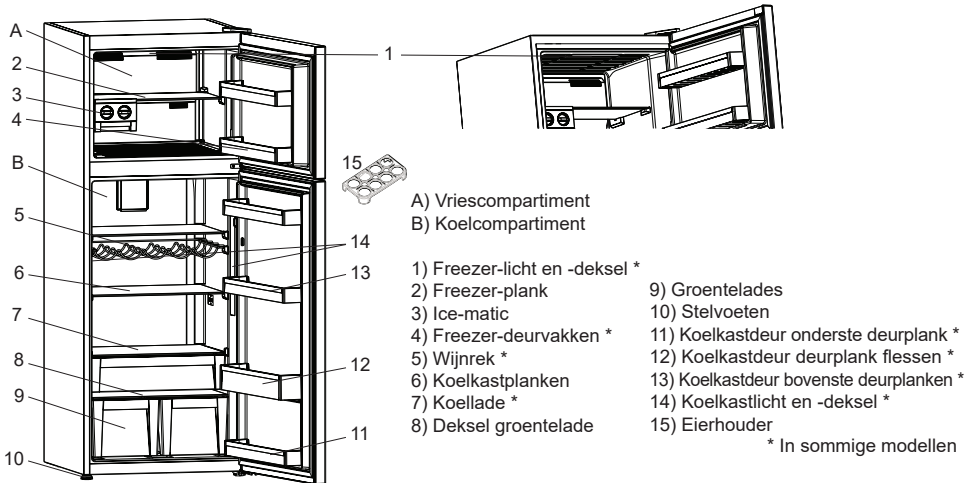 A
2
3
4
B
5
6
7
8
9
10
1
15
14
13
12
11
A) Vriescompartiment
B) Koelcompartiment
1) Freezer-licht en -deksel *
2) Freezer-plank
3) Ice-matic
4) Freezer-deurvakken *
5) Wijnrek *
6) Koelkastplanken
7) Koellade *
8) Deksel groentelade
9) Groentelades
10) Stelvoeten
11) Koelkastdeur onderste deurplank *
12) Koelkastdeur deurplank flessen *
13) Koelkastdeur bovenste deurplanken *
14) Koelkastlicht en -deksel *
15) Eierhouder
* In sommige modellen